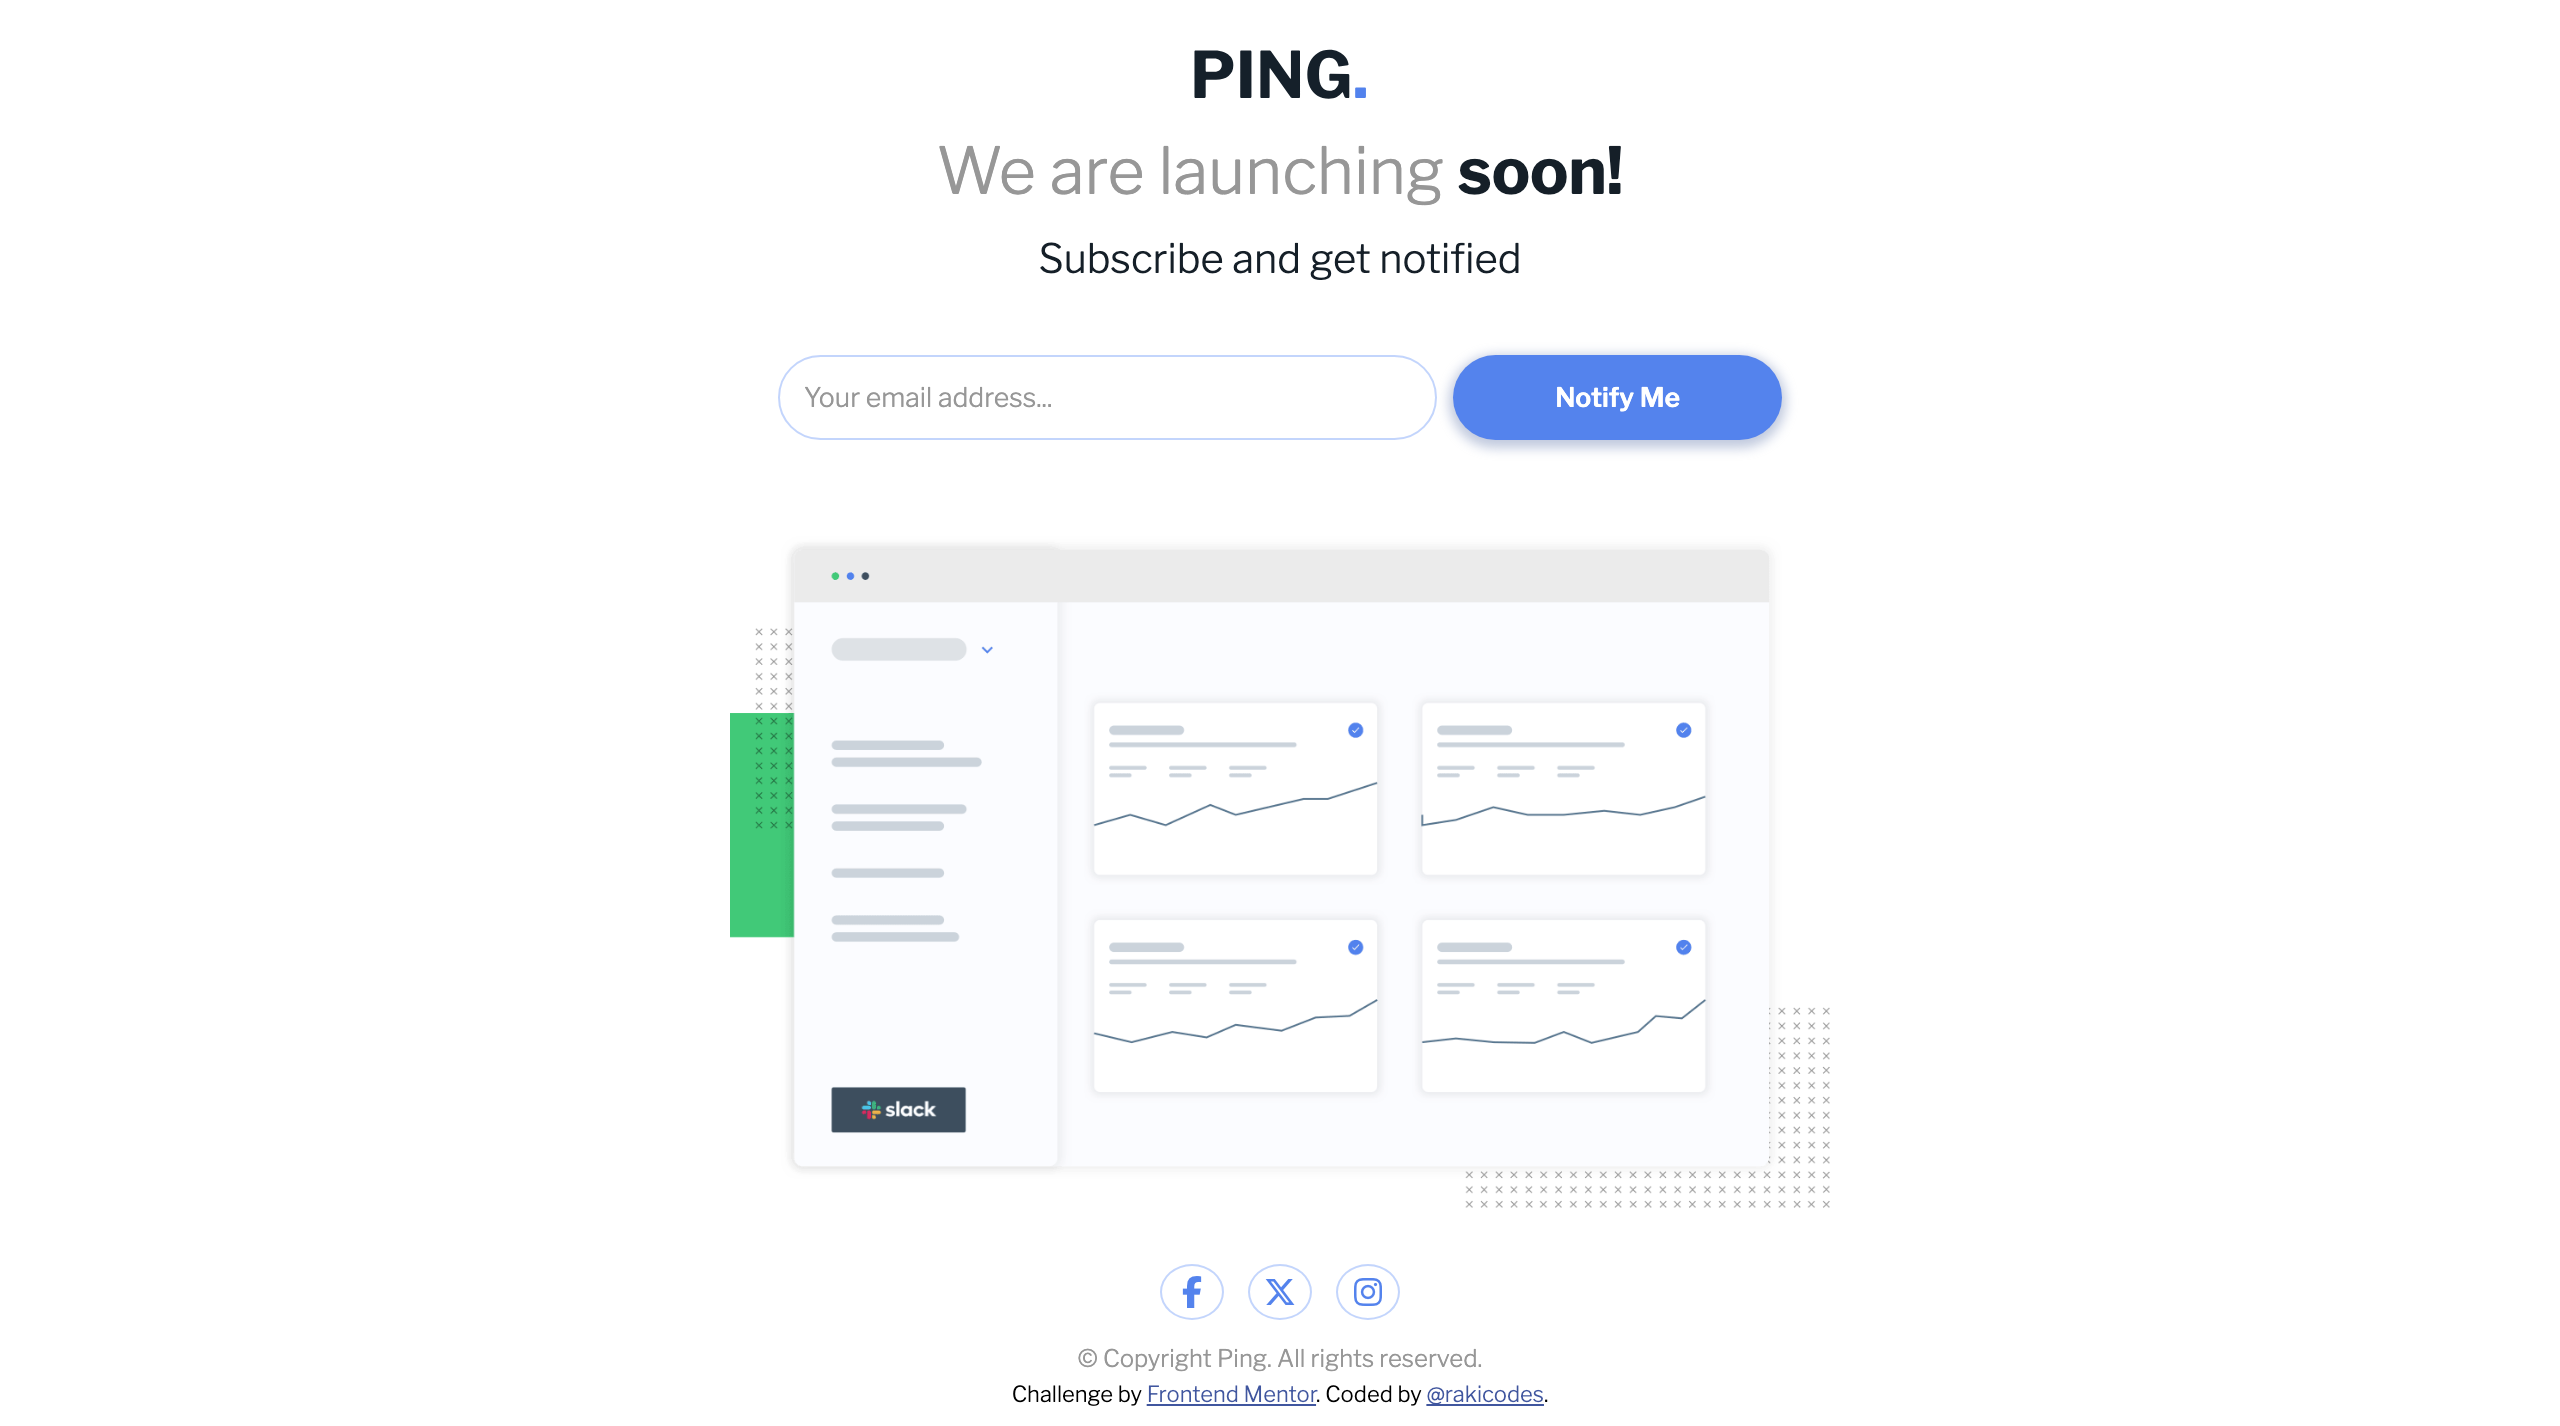 PING.
We are launching soon!
Subscribe and get notified
Your email address...
Notify Me
slack
© Copyright Ping. All rights reserved.
Challenge by Frontend Mentor. Coded by @rakicodes.